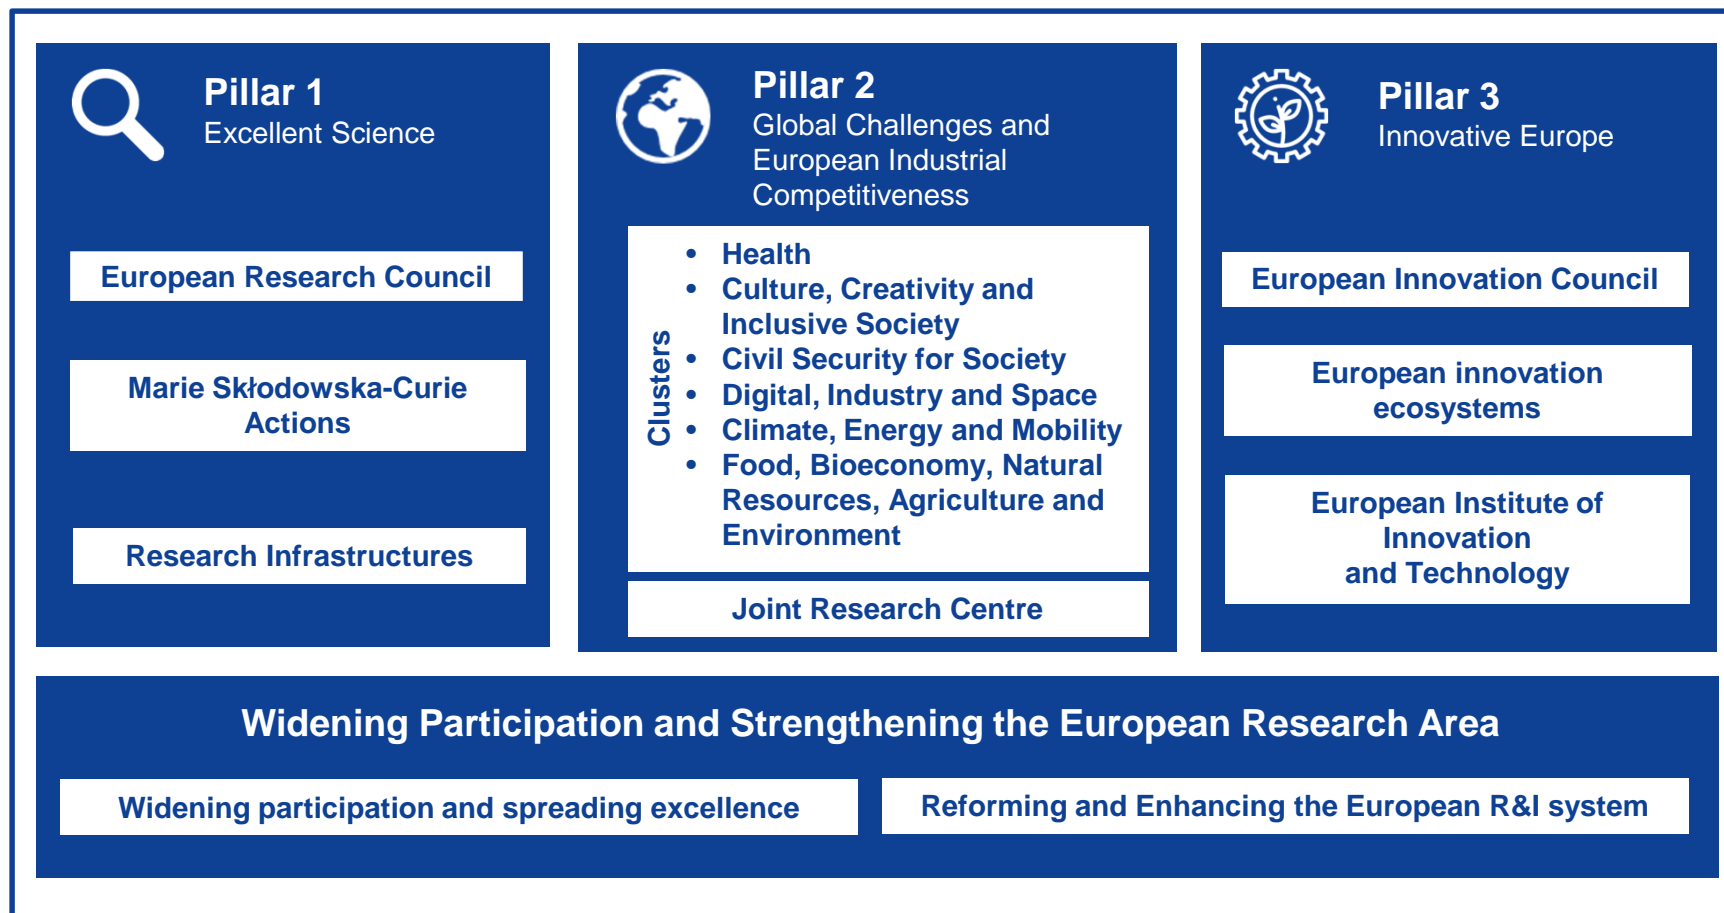 Pillar 1
Excellent Science
European Research Council
Marie Skłodowska-Curie
Actions
Research Infrastructures
Pillar 2
Global Challenges and
European Industrial
Competitiveness
Clusters
• Health
• Culture, Creativity and
Inclusive Society
• Civil Security for Society
• Digital, Industry and Space
• Climate, Energy and Mobility
• Food, Bioeconomy, Natural
Resources, Agriculture and
Environment
Joint Research Centre
Pillar 3
Innovative Europe
European Innovation Council
European innovation
ecosystems
European Institute of
Innovation
and Technology
Widening Participation and Strengthening the European Research Area
Widening participation and spreading excellence
Reforming and Enhancing the European R&I system